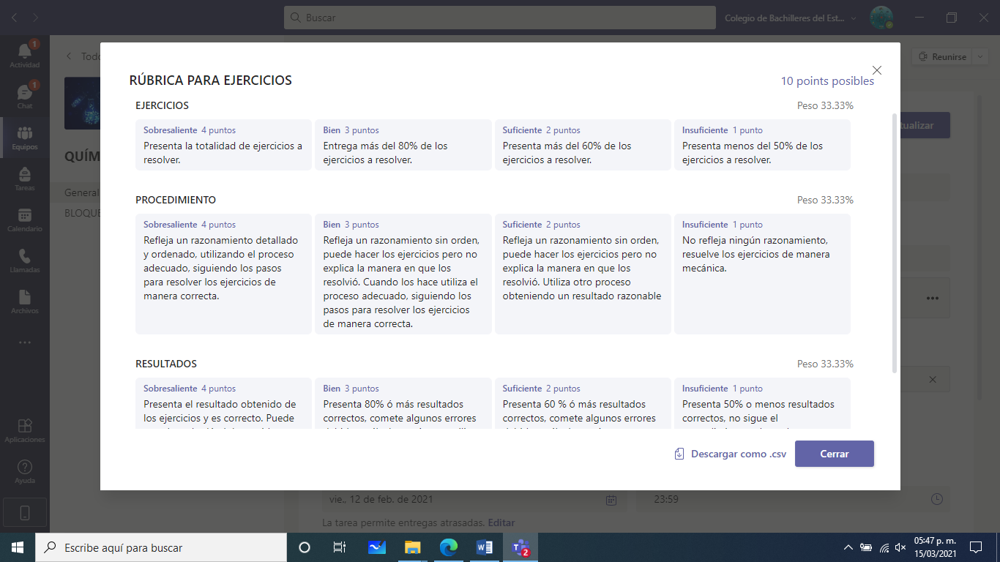 Buscar
Colegio de Bachilleres del Est...
1
Actividad
1
Chat
Equipos
Tareas
Calendario
Llamadas
Archivos
Aplicaciones
Ayuda
General
Reunirse
RÚBRICA PARA EJERCICIOS
10 points posibles
EJERCICIOS
Peso 33.33%
Sobresaliente 4 puntos
Presenta la totalidad de ejercicios a
resolver.
Bien 3 puntos
Entrega más del 80% de los
ejercicios a resolver.
Suficiente 2 puntos
Presenta más del 60% de los
ejercicios a resolver.
Insuficiente 1 punto
Presenta menos del 50% de los
ejercicios a resolver.
PROCEDIMIENTO
Peso 33.33%
Sobresaliente 4 puntos
Refleja un razonamiento detallado
y ordenado, utilizando el proceso
adecuado, siguiendo los pasos
para resolver los ejercicios de
manera correcta.
Bien 3 puntos
Refleja un razonamiento sin orden,
puede hacer los ejercicios pero no
explica la manera en que los
resolvió. Cuando los hace utiliza el
proceso adecuado, siguiendo los
pasos para resolver los ejercicios
de manera correcta.
Suficiente 2 puntos
Refleja un razonamiento sin orden,
puede hacer los ejercicios pero no
explica la manera en que los
resolvió. Utiliza otro proceso
obteniendo un resultado razonable
Insuficiente 1 punto
No refleja ningún razonamiento,
resuelve los ejercicios de manera
mecánica.
RESULTADOS
Peso 33.33%
Sobresaliente 4 puntos
Presenta el resultado obtenido de
los ejercicios y es correcto. Puede
Bien 3 puntos
Presenta 80% ó más resultados
correctos, comete algunos errores
Suficiente 2 puntos
Presenta 60 % ó más resultados
correctos, comete algunos errores
Insuficiente 1 punto
Presenta 50% o menos resultados
correctos, no sigue el
Descargar como .csv
Cerrar
vie., 12 de feb. de 2021
23:59
La tarea permite entregas atrasadas. Editar
Escribe aquí para buscar
2
05:47 p. m.
15/03/2021